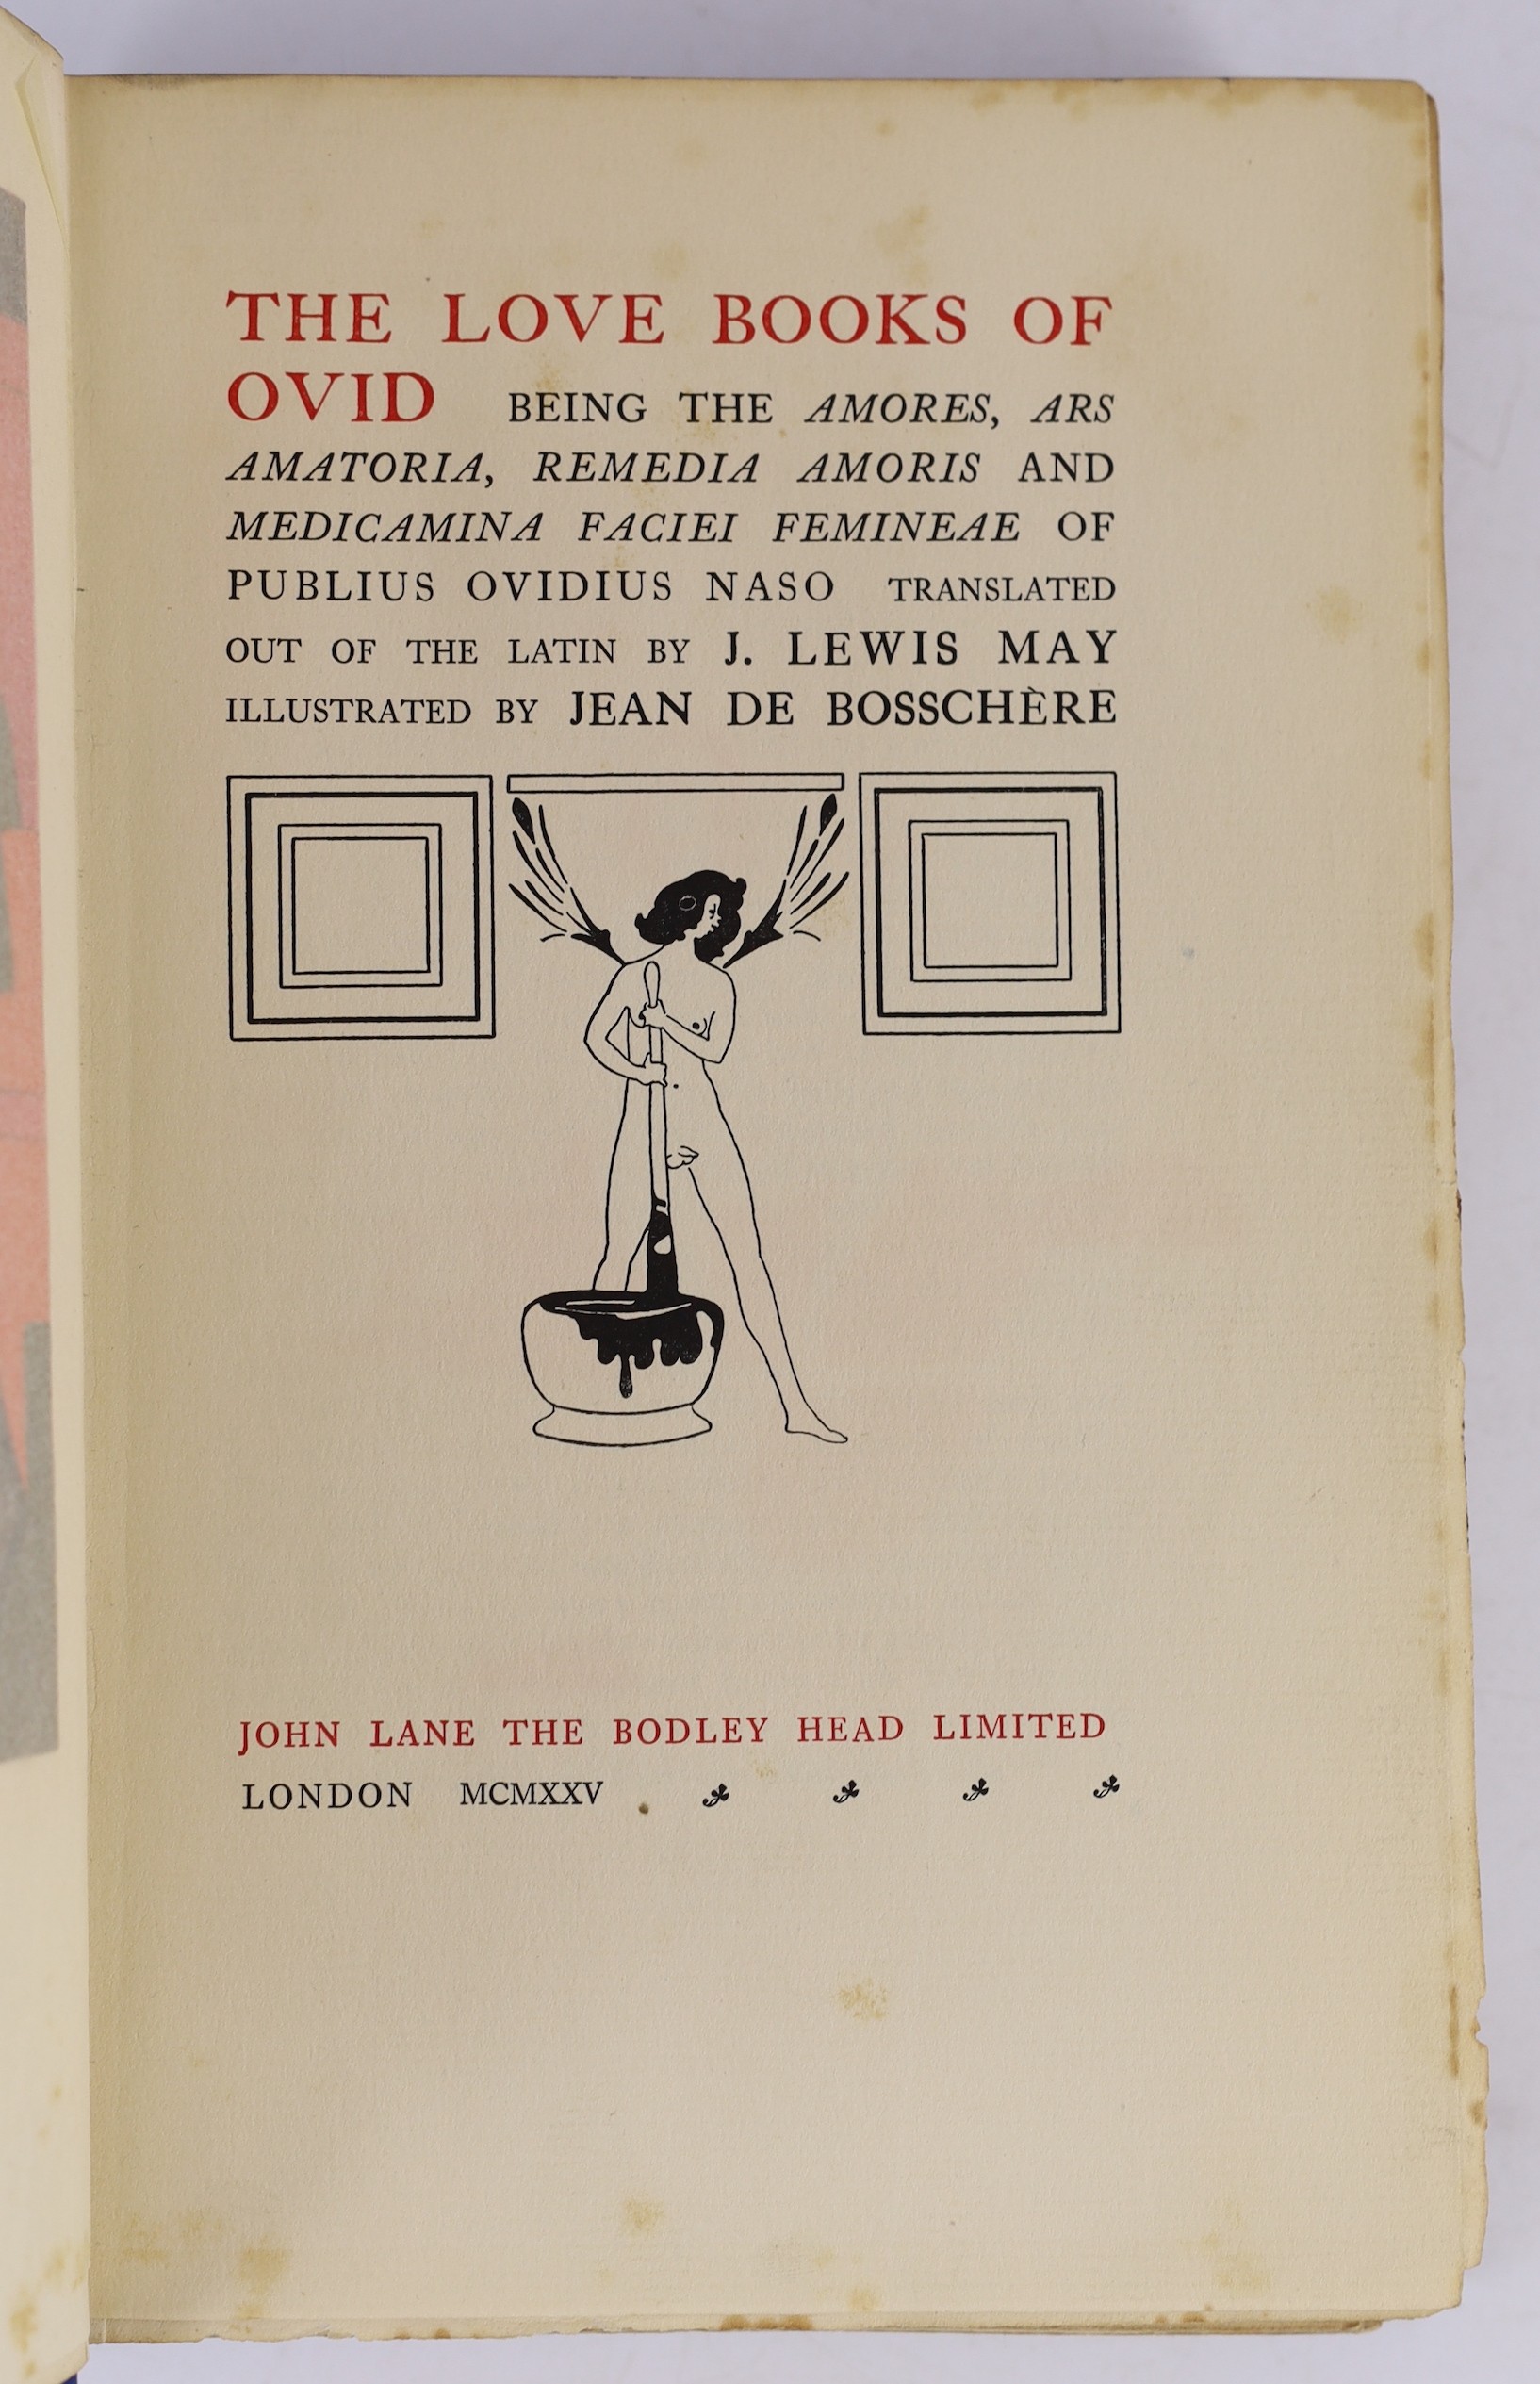 THE LOVE BOOKS OF
OVID BEING THE AMORES, ARS
AMATORIA, REMEDIA AMORIS AND
MEDICAMINA FACIEI FEMINEAE OF
PUBLIUS OVIDIUS NASO TRANSLATED
OUT OF THE LATIN BY J. LEWIS MAY
ILLUSTRATED BY JEAN DE BOSSCHÈRE
JOHN LANE THE BODLEY HEAD LIMITED
LONDON MCMXXV